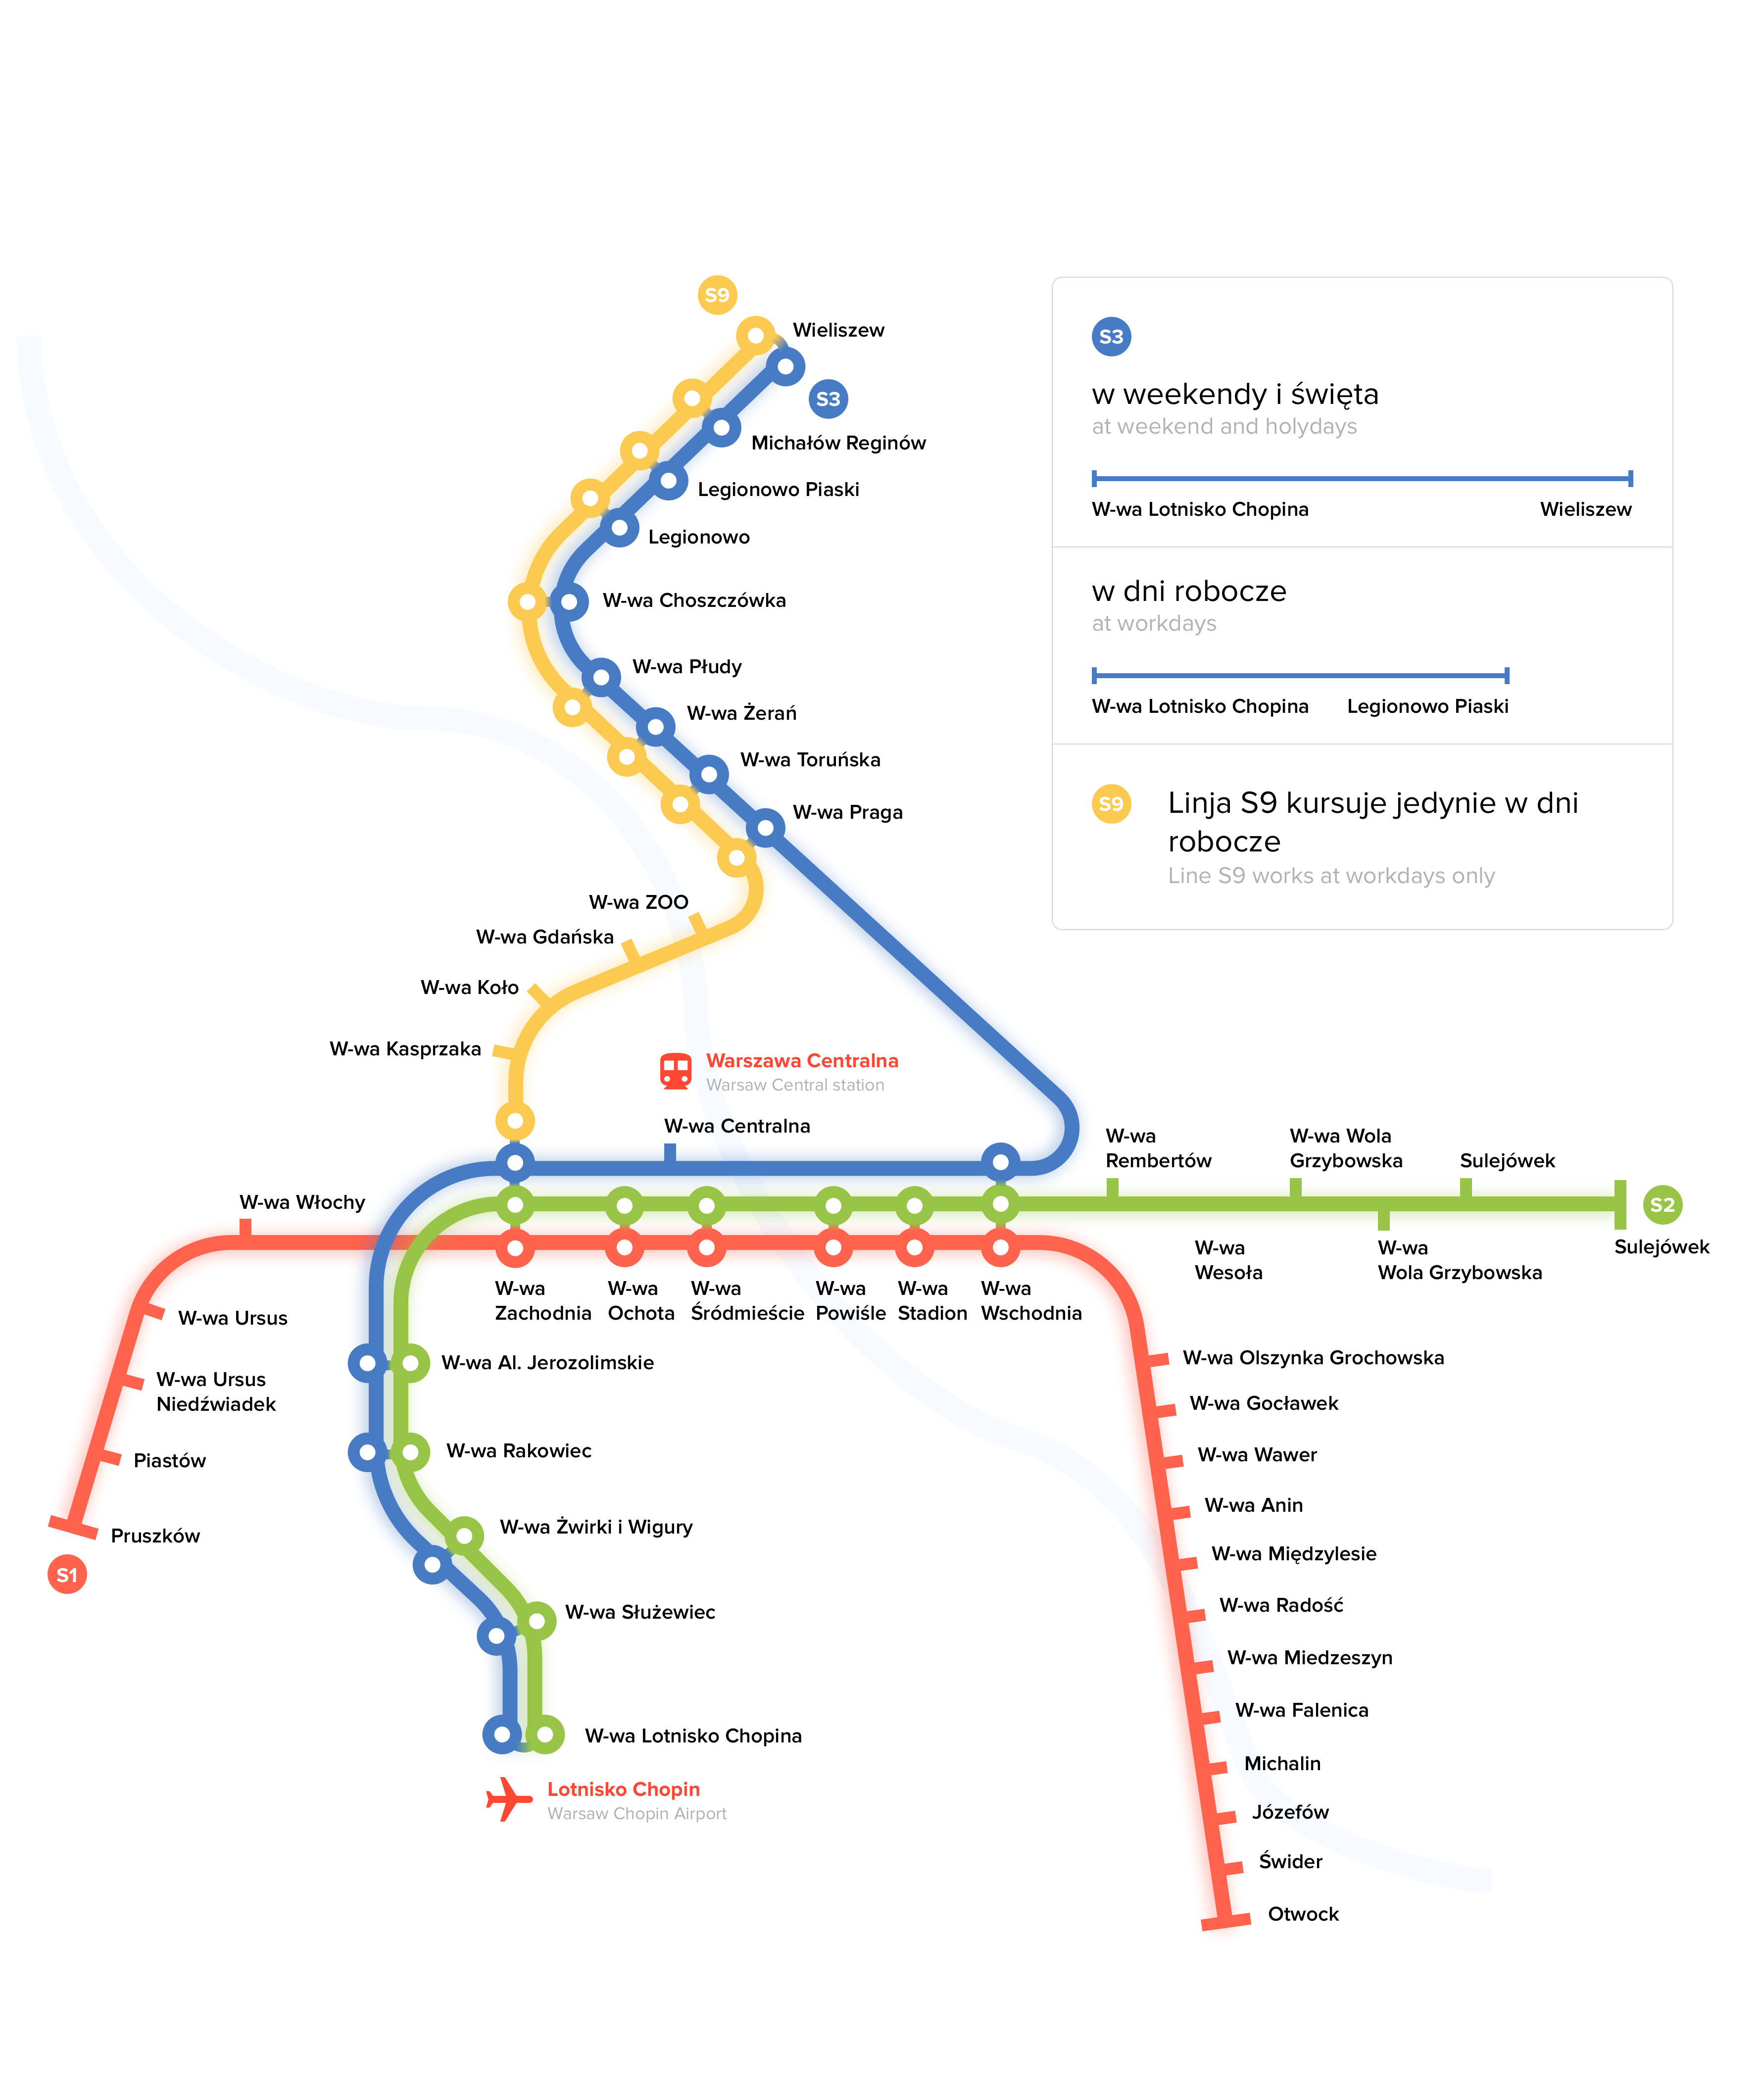 S9
Wieliszew
S3
Michałów Reginów
Legionowo Piaski
Legionowo
W-wa Choszczówka
W-wa Płudy
W-wa Żerań
W-wa Toruńska
W-wa Praga
W-wa ZOO
W-wa Gdańska
W-wa Koło
W-wa Kasprzaka
S3
w weekendy i święta
at weekend and holydays
W-wa Lotnisko Chopina
Wieliszew
w dni robocze
at workdays
W-wa Lotnisko Chopina
Legionowo Piaski
S9
Linja S9 kursuje jedynie w dni
robocze
Line S9 works at workdays only
Warszawa Centralna
Warsaw Central station
W-wa Centralna
W-wa
Rembertów
W-wa Wola
Grzybowska
Sulejówek
S2
W-wa
Wesoła
W-wa
Wola Grzybowska
Sulejówek
W-wa Włochy
W-wa
Zachodnia
W-wa
Ochota
W-wa
Śródmieście
W-wa
Powiśle
W-wa
Stadion
W-wa
Wschodnia
W-wa Ursus
W-wa Ursus
Niedźwiadek
Piastów
Pruszków
S1
W-wa Al. Jerozolimskie
W-wa Rakowiec
W-wa Żwirki i Wigury
W-wa Służewiec
W-wa Lotnisko Chopina
Lotnisko Chopin
Warsaw Chopin Airport
W-wa Olszynka Grochowska
W-wa Gocławek
W-wa Wawer
W-wa Anin
W-wa Międzylesie
W-wa Radość
W-wa Miedzeszyn
W-wa Falenica
Michalin
Józefów
Świder
Otwock